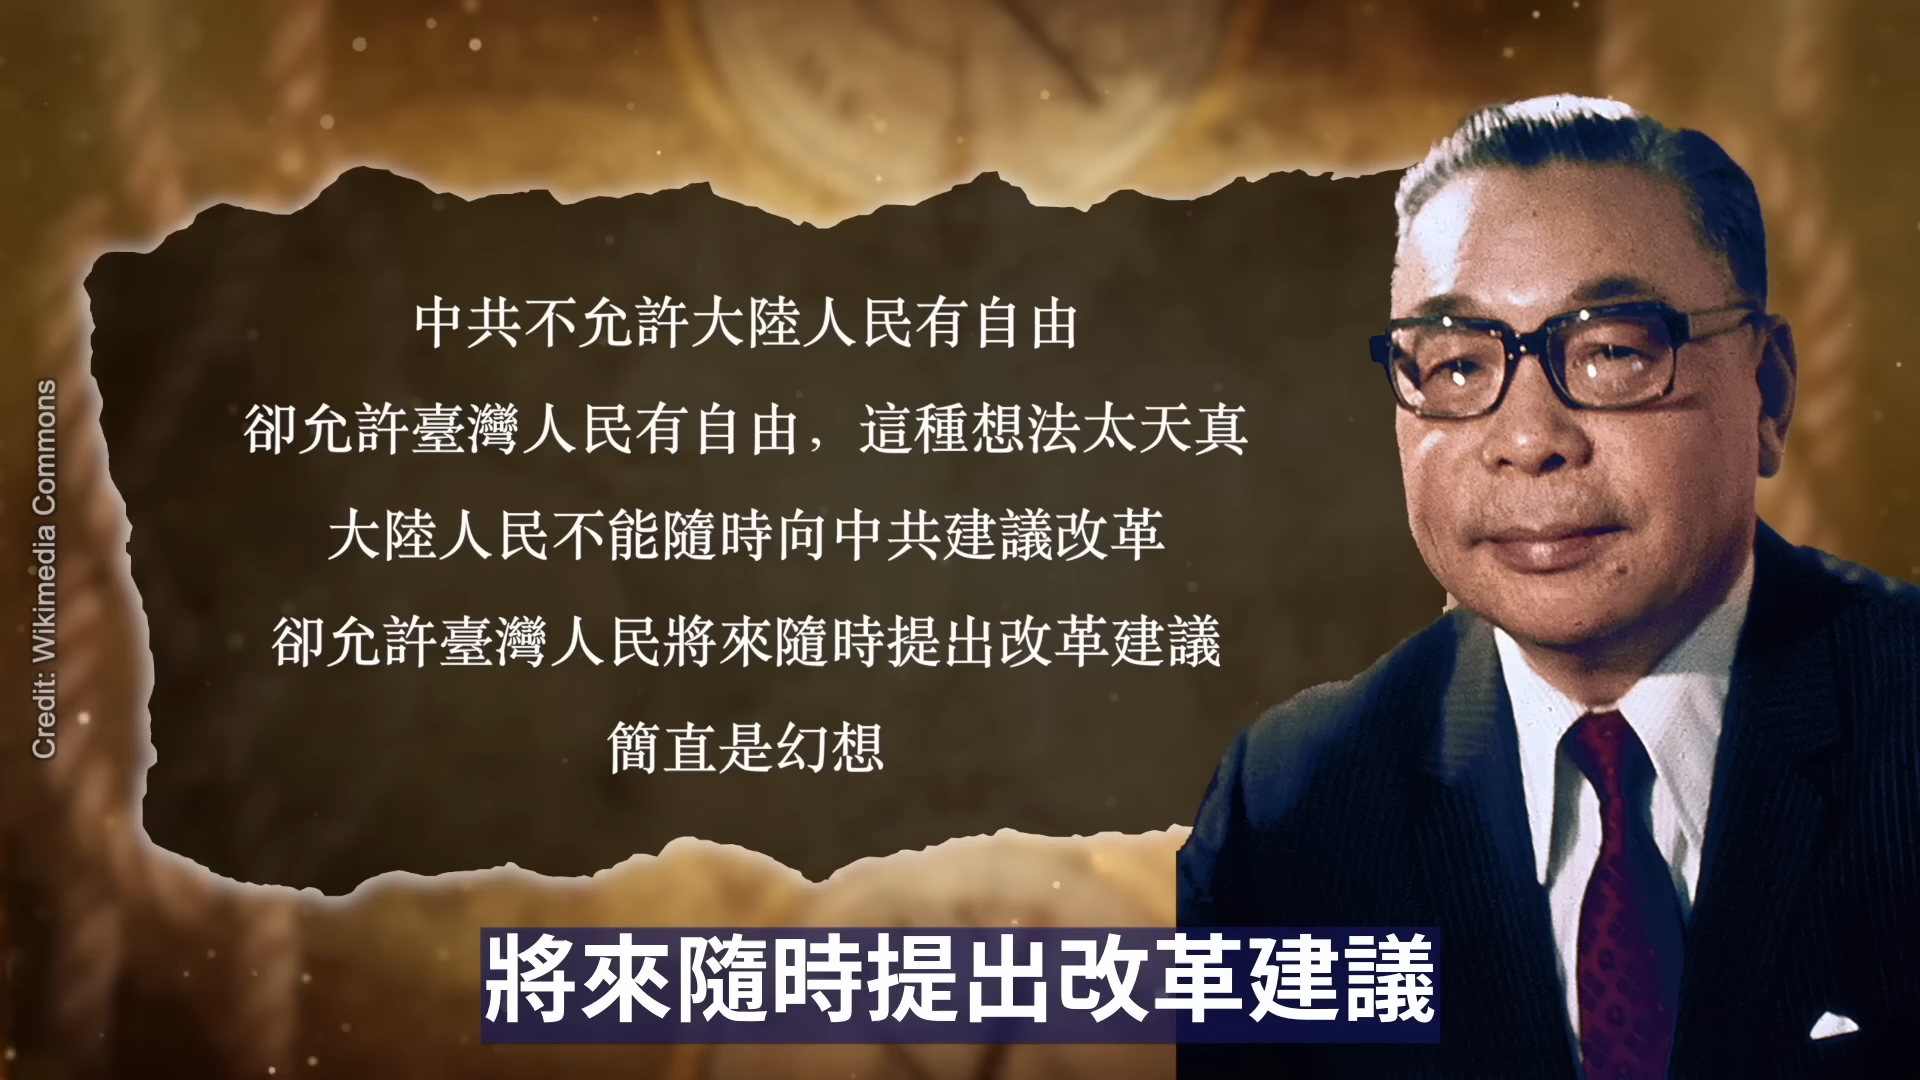 中共不允許大陸人民有自由
卻允許臺灣人民有自由，這種想法太天真
大陸人民不能隨時向中共建議改革
卻允許臺灣人民將來隨時提出改革建議
簡直是幻想
將來隨時提出改革建議
Credit: Wikimedia Commons